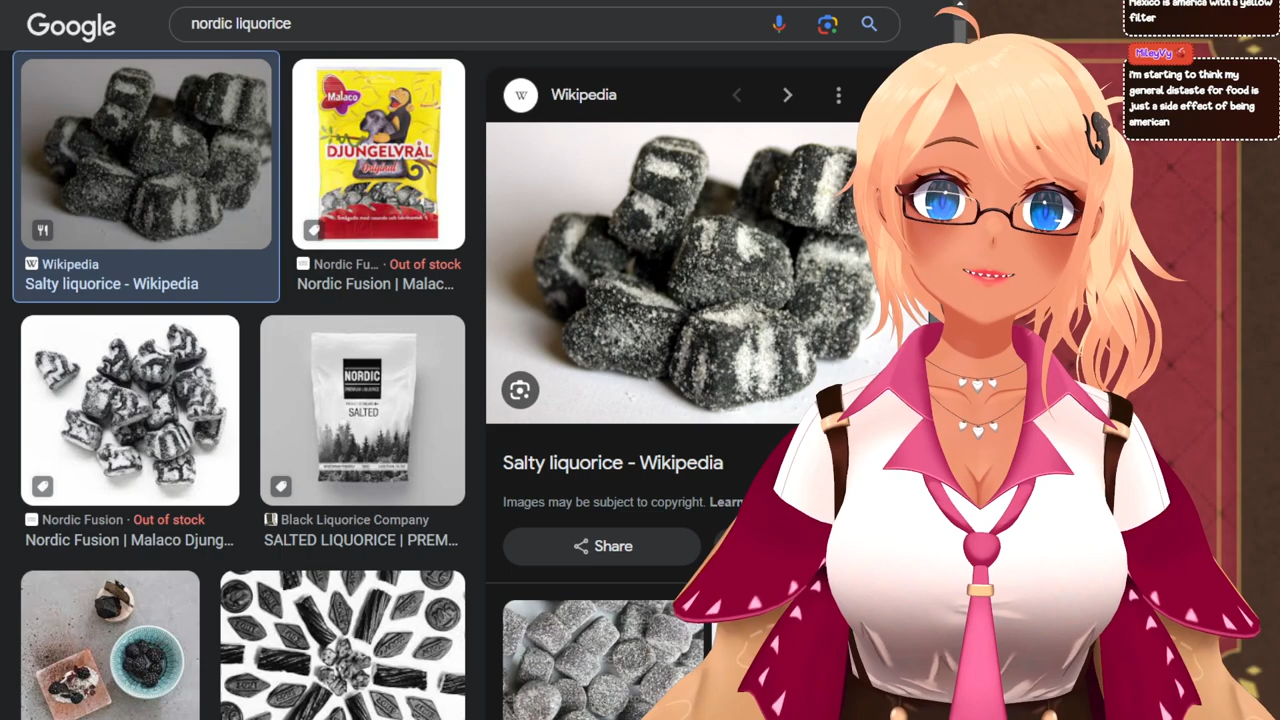 Google
nordic liquorice
Wikipedia
Salty liquorice - Wikipedia
Malaco
DJUNGELVRÅL
Original
Nordic Fu... · Out of stock
Nordic Fusion | Malac...
Nordic Fusion · Out of stock
Nordic Fusion | Malaco Djung...
NORDIC
SALTED
Black Liquorice Company
SALTED LIQUORICE | PREM...
W
Wikipedia
Salty liquorice - Wikipedia
Images may be subject to copyright. Learn
Share
Mexico is america with a yellow
filter
MileyVy
i'm starting to think my
general distaste for food is
just a side effect of being
american